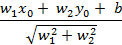 w₁x₀ + w₂y₀ + b
√(w₁² + w₂²)